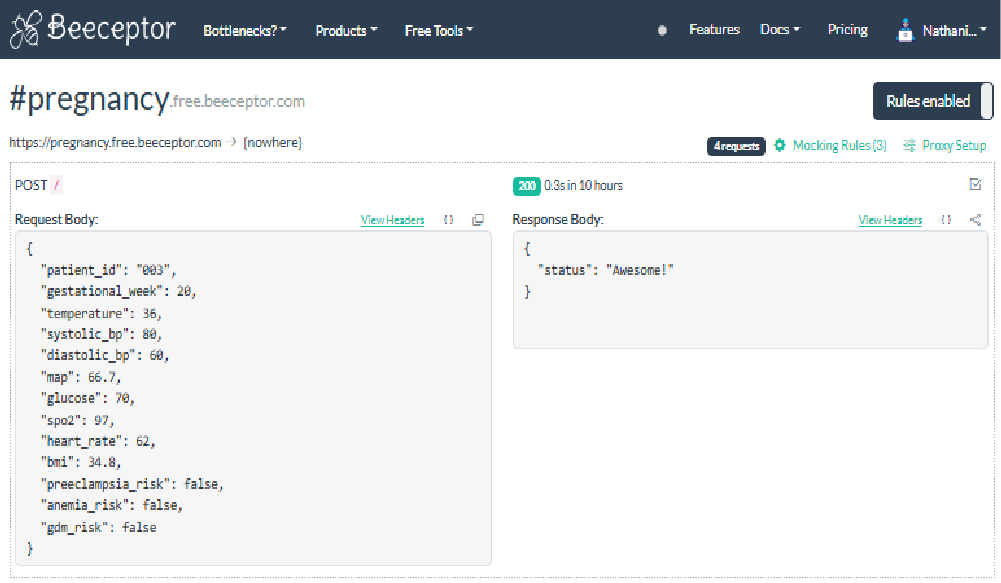 Beeceptor Bottlenecks? Products Free Tools Features Docs Pricing Nathani...
#pregnancy.free.beeceptor.com Rules enabled
https://pregnancy.free.beeceptor.com → {nowhere} 4 requests Mocking Rules (3) Proxy Setup
POST / 200 0.3s in 10 hours
Request Body: View Headers {} Response Body: View Headers {}
{
"patient_id": "003",
"gestational_week": 20,
"temperature": 36,
"systolic_bp": 80,
"diastolic_bp": 60,
"map": 66.7,
"glucose": 70,
"spo2": 97,
"heart_rate": 62,
"bmi": 34.8,
"preeclampsia_risk": false,
"anemia_risk": false,
"gdm_risk": false
}
{
"status": "Awesome!"
}